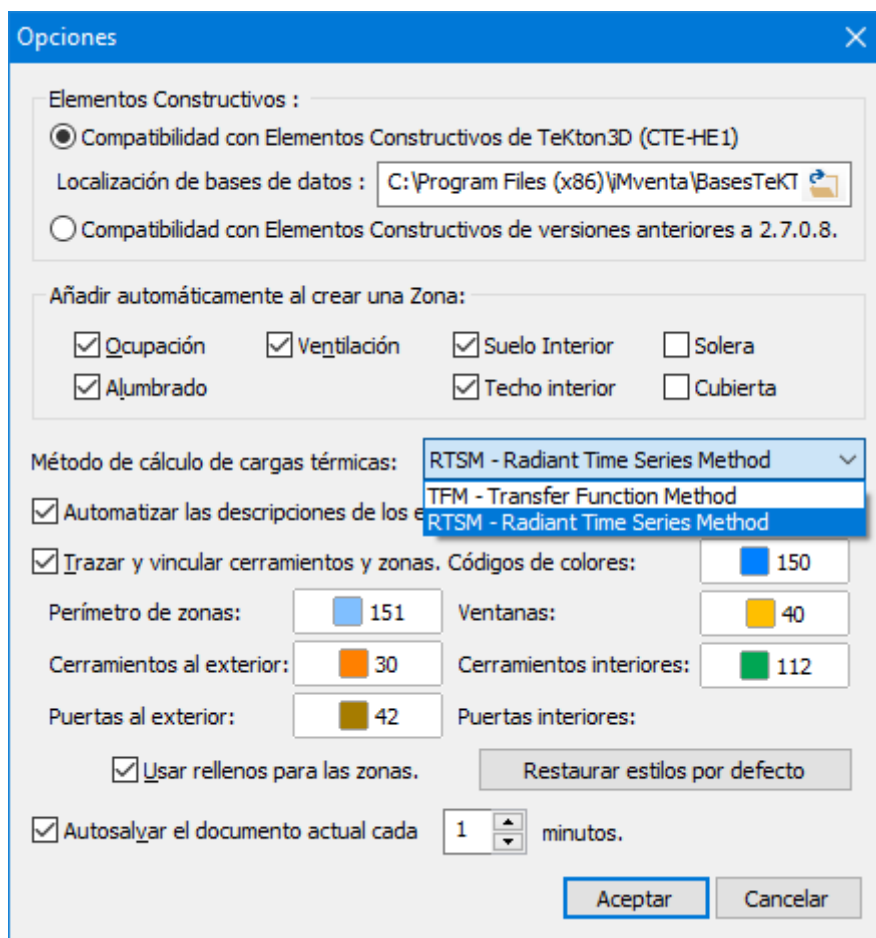 Opciones
Elementos Constructivos :
Compatibilidad con Elementos Constructivos de TeKton3D (CTE-HE1)
Localización de bases de datos : C:\Program Files (x86)\iMventa\BasesTeKT
Compatibilidad con Elementos Constructivos de versiones anteriores a 2.7.0.8.
Añadir automáticamente al crear una Zona:
Ocupación Ventilación Suelo Interior Solera
Alumbrado Techo interior Cubierta
Método de cálculo de cargas térmicas: RTSM - Radiant Time Series Method
TFM - Transfer Function Method
Automatizar las descripciones de los e RTSM - Radiant Time Series Method
Trazar y vincular cerramientos y zonas. Códigos de colores: 150
Perímetro de zonas: 151 Ventanas: 40
Cerramientos al exterior: 30 Cerramientos interiores: 112
Puertas al exterior: 42 Puertas interiores:
Usar rellenos para las zonas. Restaurar estilos por defecto
Autosalvar el documento actual cada 1 minutos.
Aceptar Cancelar